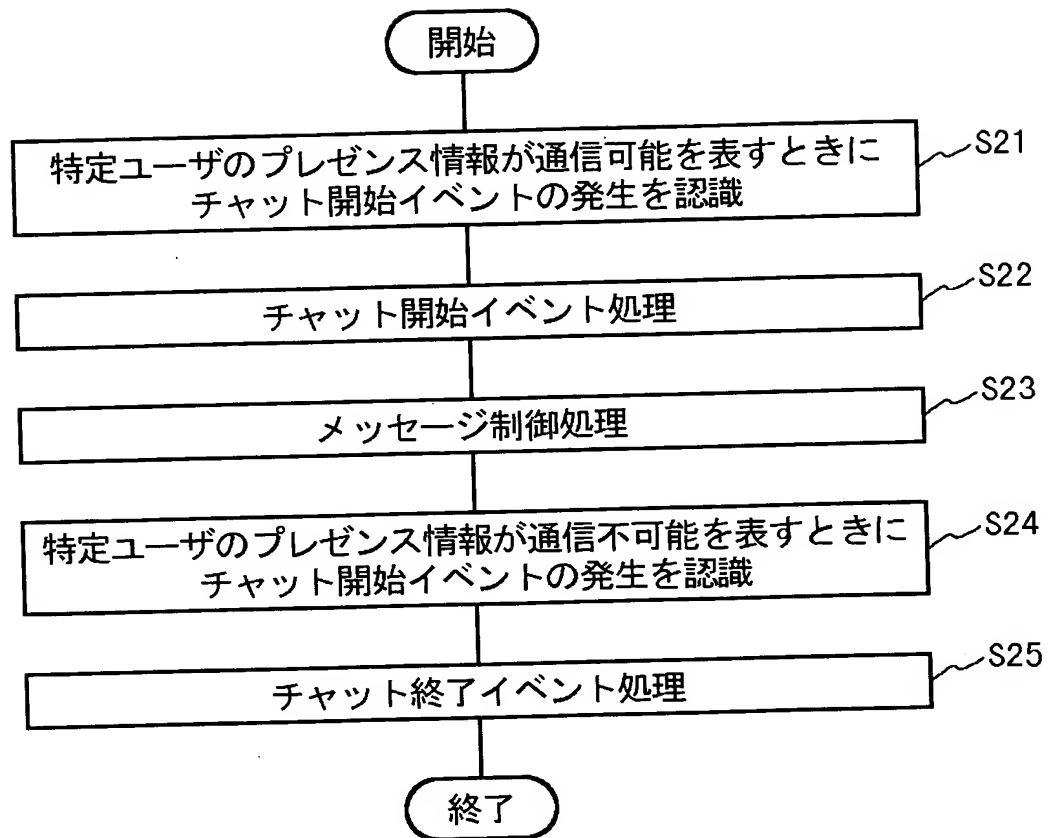 開始
特定ユーザのプレゼンス情報が通信可能を表すときに
チャット開始イベントの発生を認識
S21
チャット開始イベント処理
S22
メッセージ制御処理
S23
特定ユーザのプレゼンス情報が通信不可能を表すときに
チャット開始イベントの発生を認識
S24
チャット終了イベント処理
S25
終了